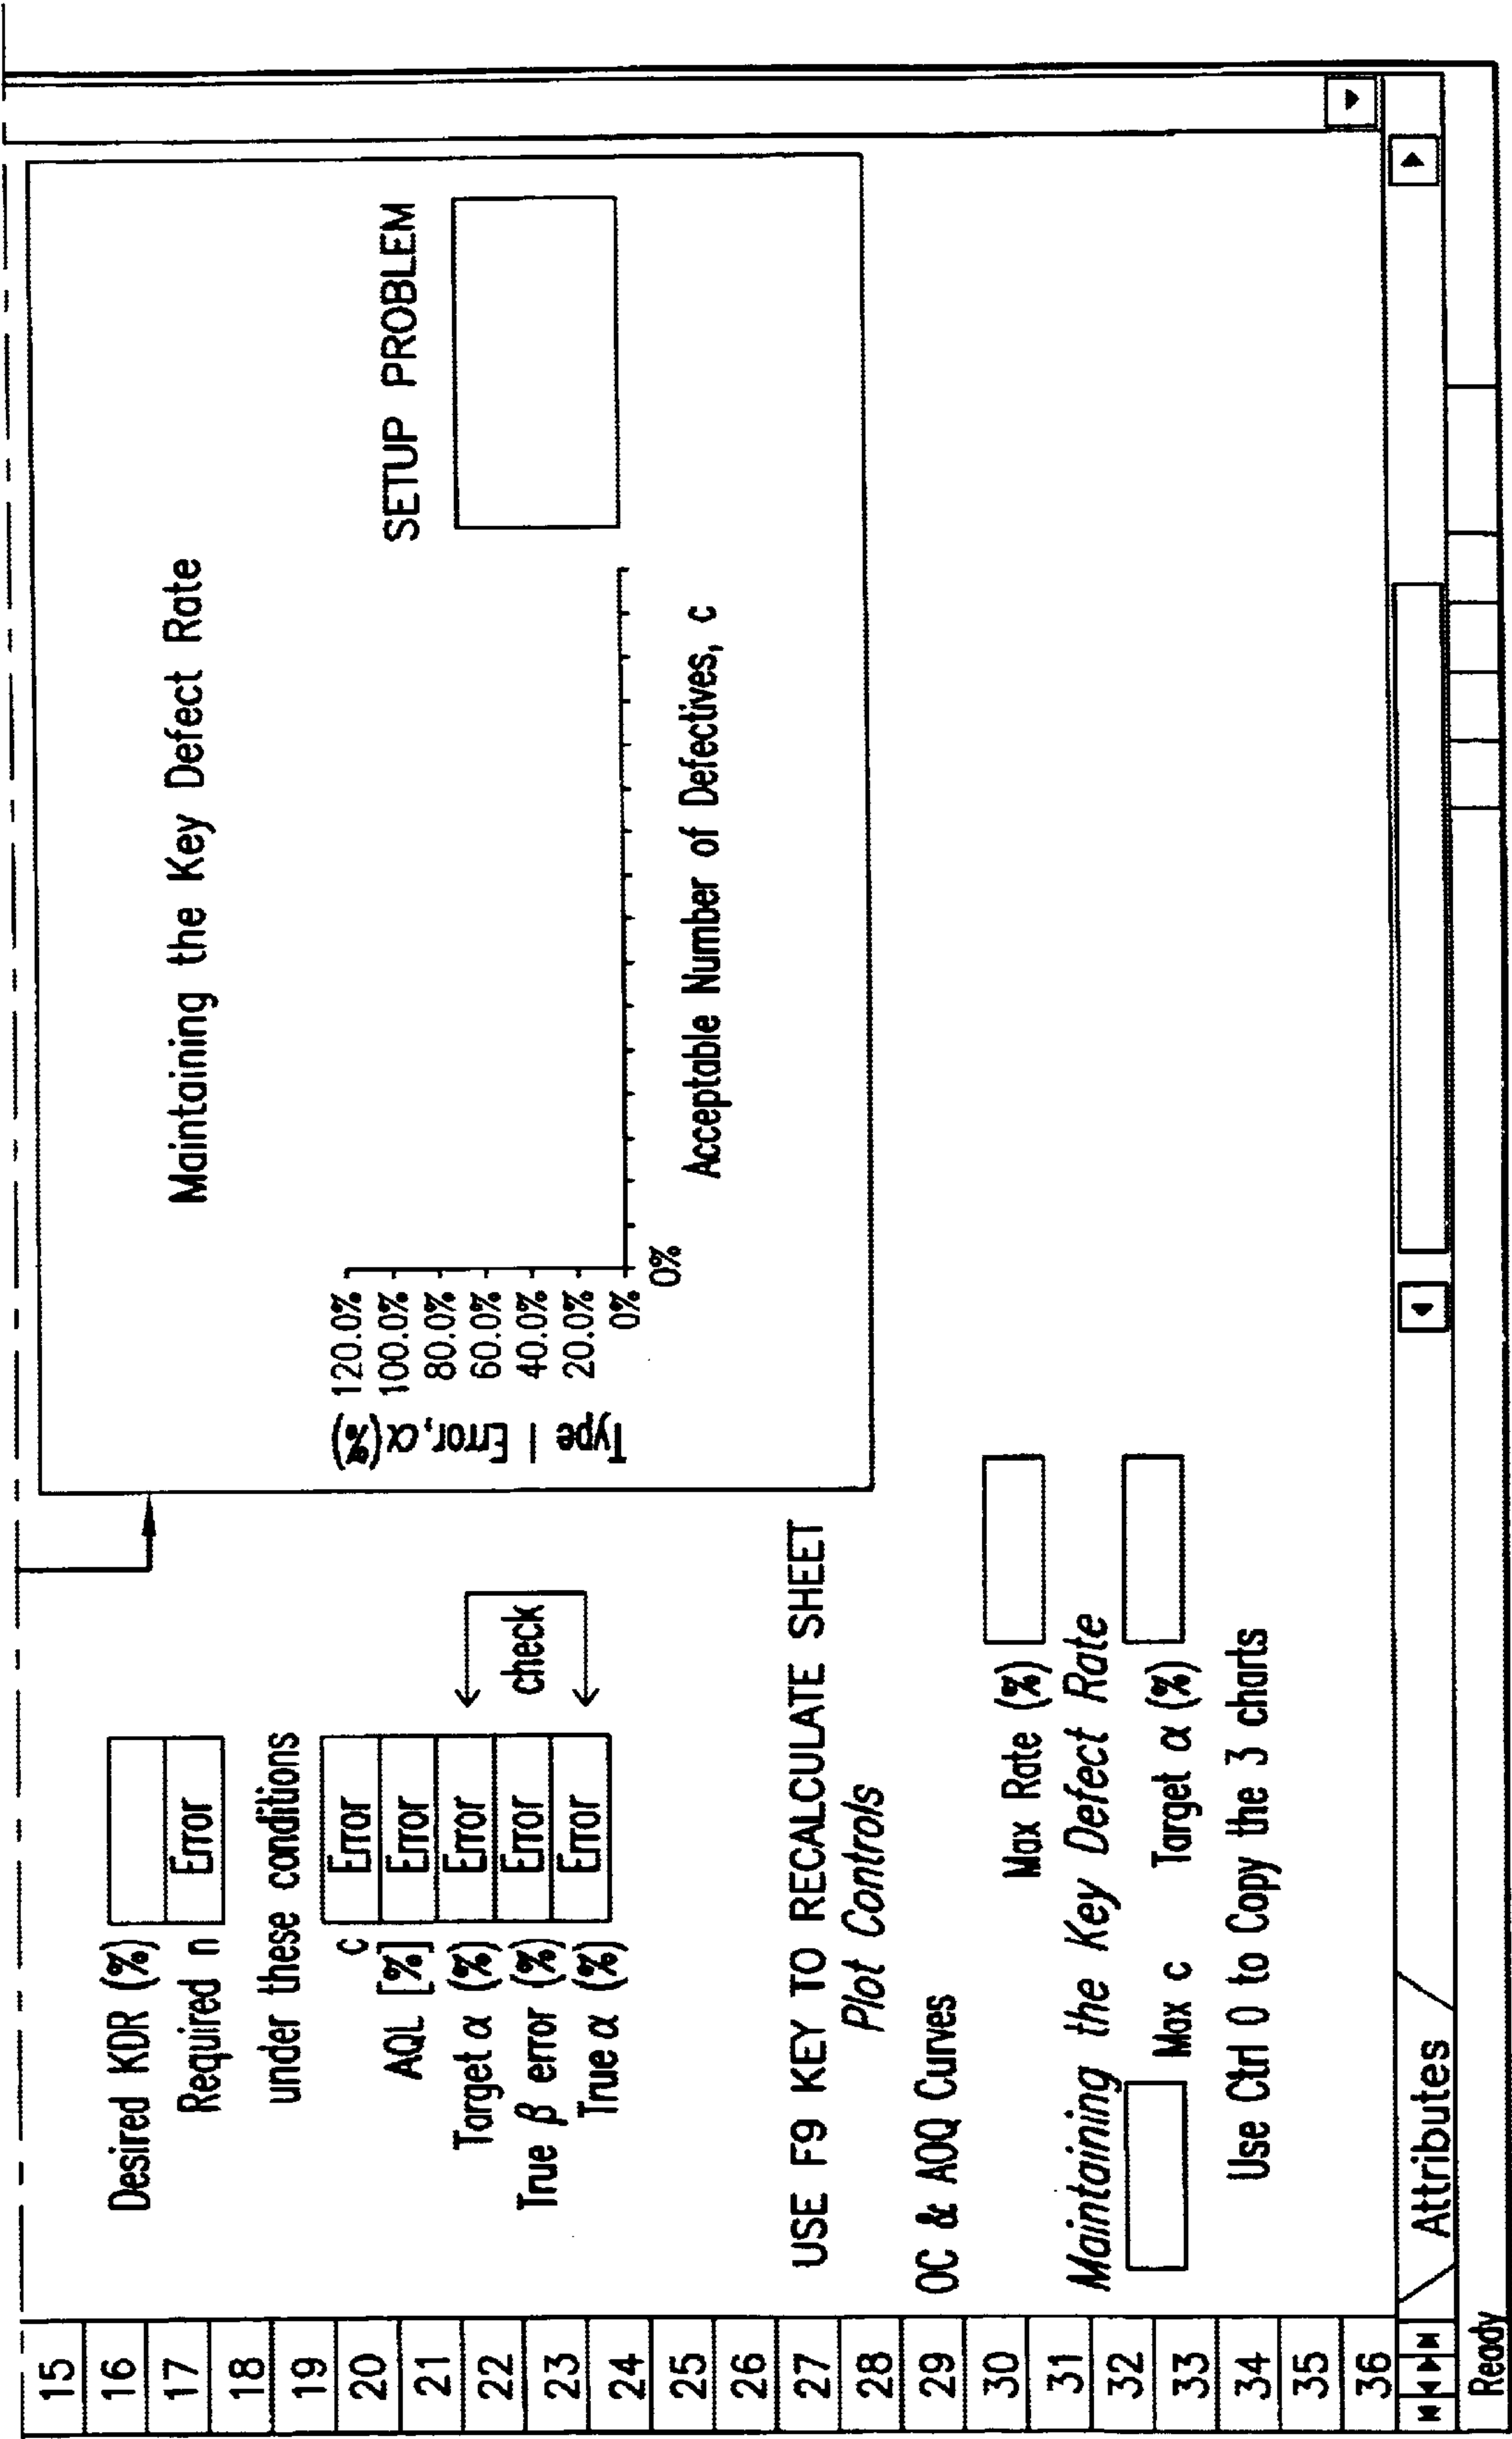 15
16
17
18
19
20
21
22
23
24
25
26
27
28
29
30
31
32
33
34
35
36
Desired KDR (%)
Required n Error
under these conditions
c Error
AQL [%] Error
Target α (%) Error
True β error (%) Error
True α (%) Error
check
USE F9 KEY TO RECALCULATE SHEET
Plot Controls
OC & AOQ Curves
Max Rate (%)
Maintaining the Key Defect Rate
Max c Target α (%)
Use Ctrl O to Copy the 3 charts
Maintaining the Key Defect Rate
SETUP PROBLEM
Type I Error, α(%)
120.0%
100.0%
80.0%
60.0%
40.0%
20.0%
0%
0%
Acceptable Number of Defectives, c
Attributes
Ready